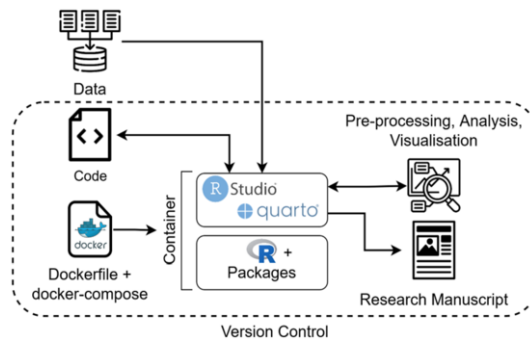 Data
Code
docker
Dockerfile +
docker-compose
Container
R Studio
quarto
R +
Packages
Pre-processing, Analysis,
Visualisation
Research Manuscript
Version Control